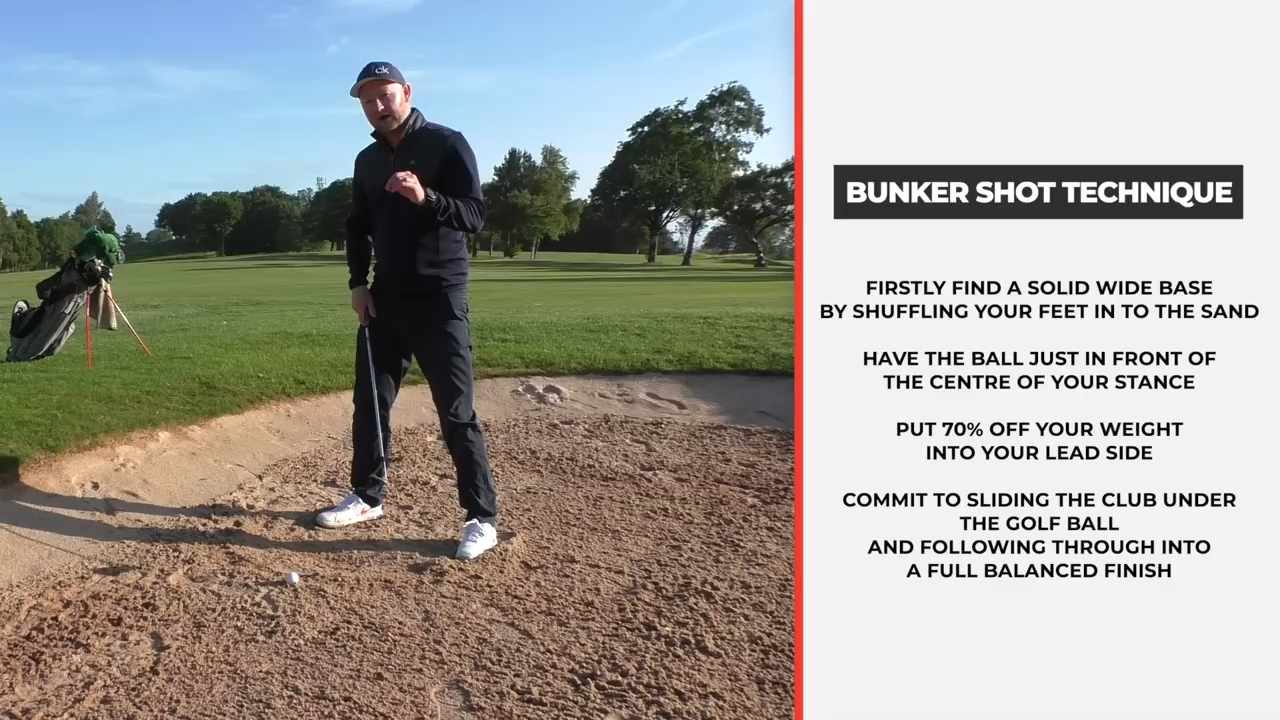 CK
BUNKER SHOT TECHNIQUE
FIRSTLY FIND A SOLID WIDE BASE
BY SHUFFLING YOUR FEET IN TO THE SAND
HAVE THE BALL JUST IN FRONT OF
THE CENTRE OF YOUR STANCE
PUT 70% OFF YOUR WEIGHT
INTO YOUR LEAD SIDE
COMMIT TO SLIDING THE CLUB UNDER
THE GOLF BALL
AND FOLLOWING THROUGH INTO
A FULL BALANCED FINISH